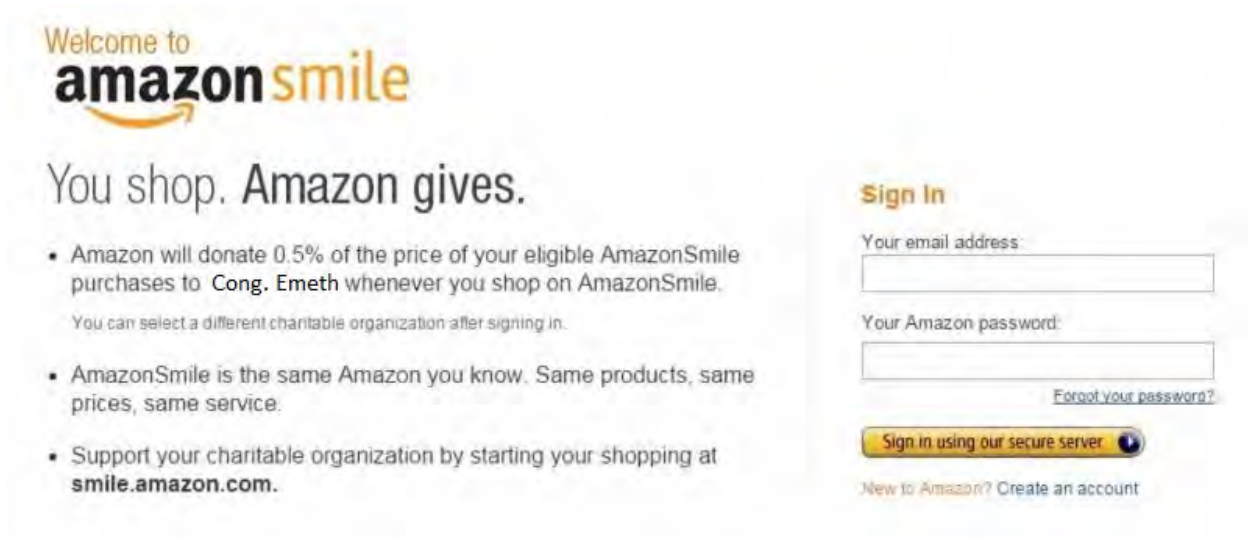 Welcome to
amazonsmile
You shop. Amazon gives.
• Amazon will donate 0.5% of the price of your eligible AmazonSmile
purchases to Cong. Emeth whenever you shop on AmazonSmile.
You can select a different charitable organization after signing in.
• AmazonSmile is the same Amazon you know. Same products, same
prices, same service.
• Support your charitable organization by starting your shopping at
smile.amazon.com.
Sign In
Your email address:
Your Amazon password:
Forgot your password?
Sign in using our secure server
New to Amazon? Create an account